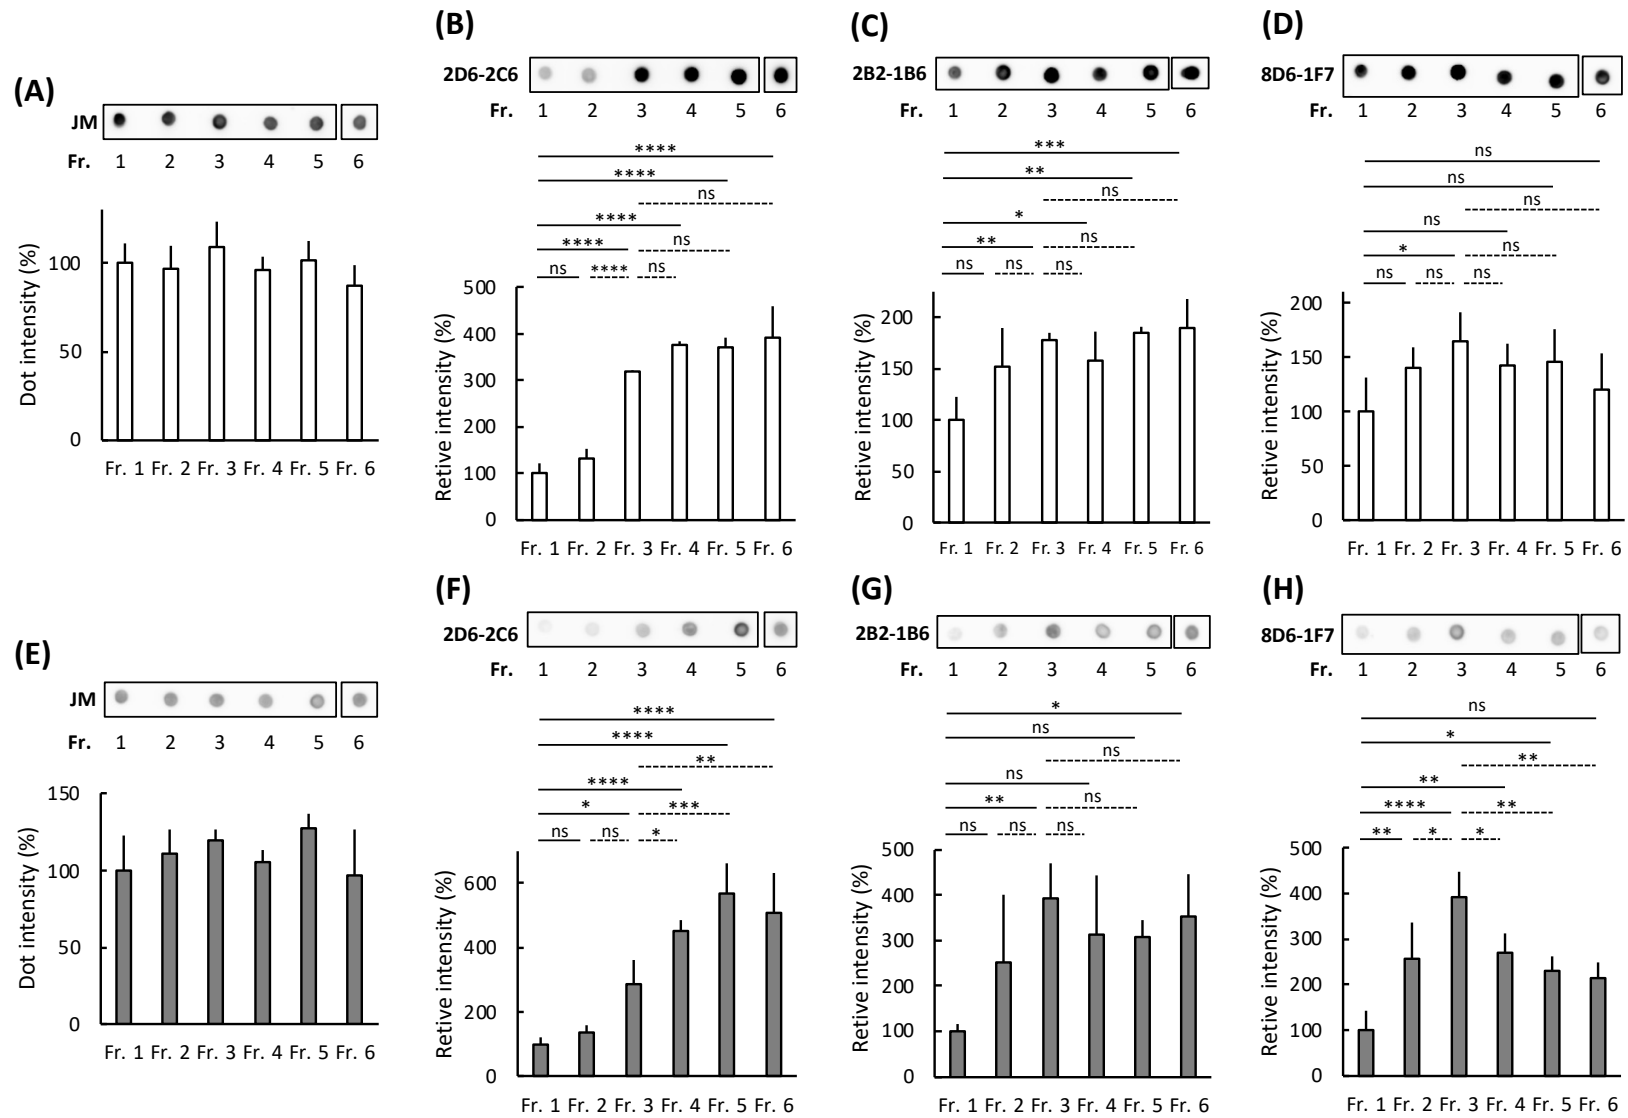 (A)
JM
Fr. 1 2 3 4 5 6
Dot intensity (%)
100
50
0
Fr. 1 Fr. 2 Fr. 3 Fr. 4 Fr. 5 Fr. 6
(B)
2D6-2C6
Fr. 1 2 3 4 5 6
****
****
ns
****
**** ns
ns **** ns
Retive intensity (%)
500
400
300
200
100
0
Fr. 1 Fr. 2 Fr. 3 Fr. 4 Fr. 5 Fr. 6
(C)
2B2-1B6
Fr. 1 2 3 4 5 6
***
**
ns
*
** ns
ns ns ns
Retive intensity (%)
200
150
100
50
0
Fr. 1 Fr. 2 Fr. 3 Fr. 4 Fr. 5 Fr. 6
(D)
8D6-1F7
Fr. 1 2 3 4 5 6
ns
ns
ns
ns
* ns
ns ns ns
Retive intensity (%)
200
150
100
50
0
Fr. 1 Fr. 2 Fr. 3 Fr. 4 Fr. 5 Fr. 6
(E)
JM
Fr. 1 2 3 4 5 6
Dot intensity (%)
150
100
50
0
Fr. 1 Fr. 2 Fr. 3 Fr. 4 Fr. 5 Fr. 6
(F)
2D6-2C6
Fr. 1 2 3 4 5 6
****
****
**
****
* ***
ns ns *
Retive intensity (%)
600
400
200
0
Fr. 1 Fr. 2 Fr. 3 Fr. 4 Fr. 5 Fr. 6
(G)
2B2-1B6
Fr. 1 2 3 4 5 6
*
ns
ns
ns
** ns
ns ns ns
Retive intensity (%)
500
400
300
200
100
0
Fr. 1 Fr. 2 Fr. 3 Fr. 4 Fr. 5 Fr. 6
(H)
8D6-1F7
Fr. 1 2 3 4 5 6
ns
*
**
**
**** **
** * *
Retive intensity (%)
500
400
300
200
100
0
Fr. 1 Fr. 2 Fr. 3 Fr. 4 Fr. 5 Fr. 6